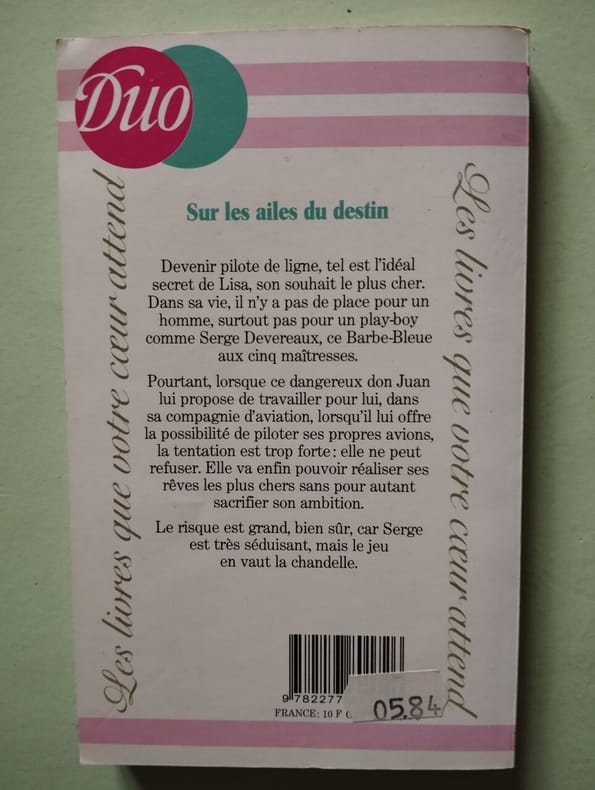 Duo
Les livres que votre cœur attend
Les livres que votre cœur attend
Sur les ailes du destin
Devenir pilote de ligne, tel est l'idéal
secret de Lisa, son souhait le plus cher.
Dans sa vie, il n'y a pas de place pour un
homme, surtout pas pour un play-boy
comme Serge Devereaux, ce Barbe-Bleue
aux cinq maîtresses.
Pourtant, lorsque ce dangereux don Juan
lui propose de travailler pour lui, dans
sa compagnie d'aviation, lorsqu'il lui offre
la possibilité de piloter ses propres avions,
la tentation est trop forte : elle ne peut
refuser. Elle va enfin pouvoir réaliser ses
rêves les plus chers sans pour autant
sacrifier son ambition.
Le risque est grand, bien sûr, car Serge
est très séduisant, mais le jeu
en vaut la chandelle.
9 782277
FRANCE : 10 F
05.84